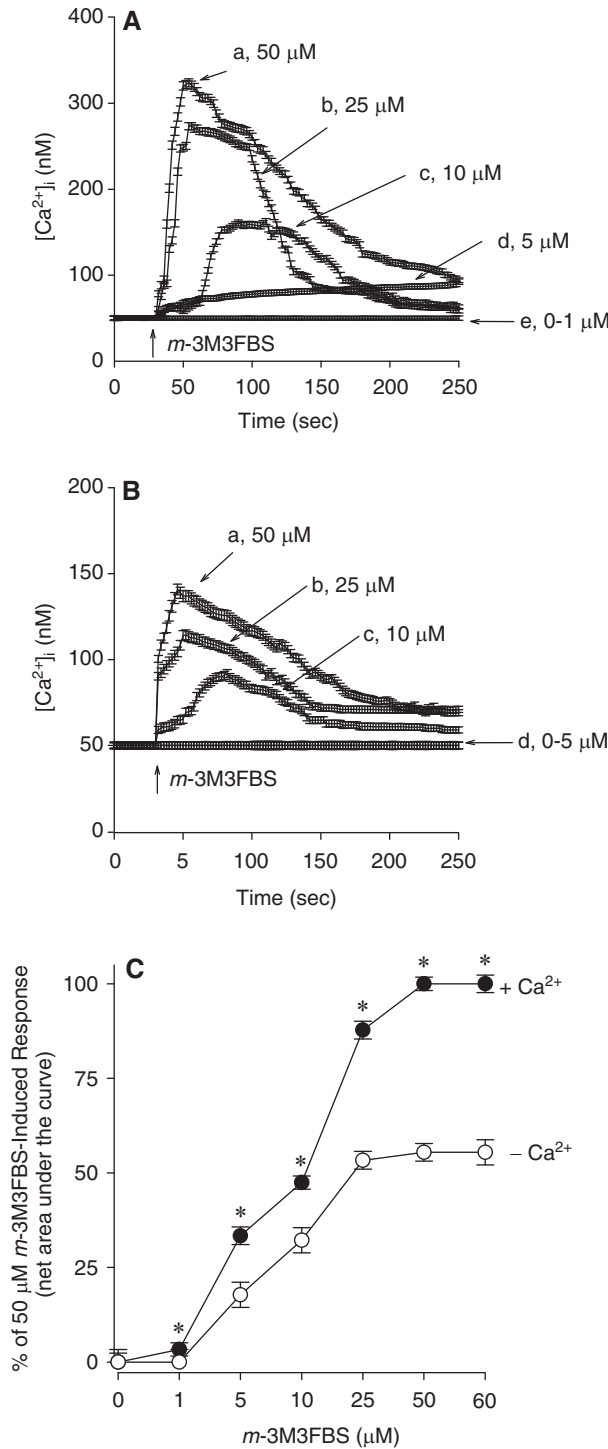 A
400
300
200
100
0
[Ca²⁺]ᵢ (nM)
a, 50 μM
b, 25 μM
c, 10 μM
d, 5 μM
e, 0-1 μM
m-3M3FBS
0 50 100 150 200 250
Time (sec)
B
200
150
100
50
0
[Ca²⁺]ᵢ (nM)
a, 50 μM
b, 25 μM
c, 10 μM
d, 0-5 μM
m-3M3FBS
0 5 100 50 200 250
Time (sec)
C
% of 50 μM m-3M3FBS-Induced Response
(net area under the curve)
100
75
50
25
0
*
*
*
*
*
*
+ Ca²⁺
– Ca²⁺
0 1 5 10 25 50 60
m-3M3FBS (μM)